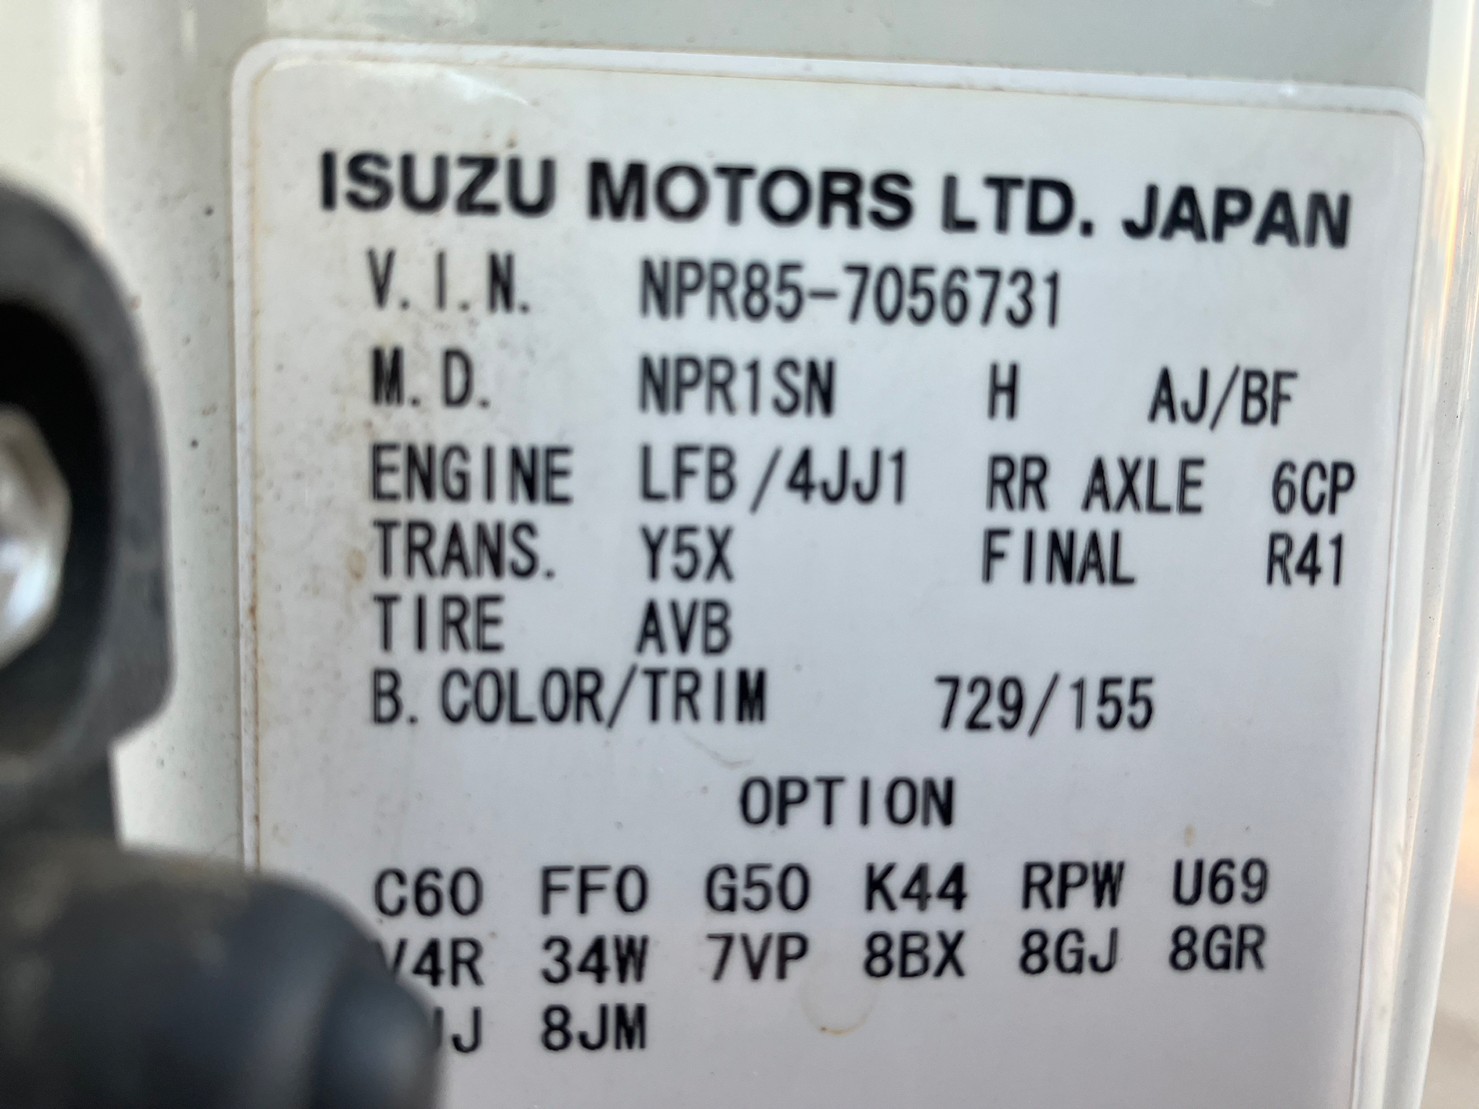 ISUZU MOTORS LTD. JAPAN
V.I.N. NPR85-7056731
M.D. NPR1SN H AJ/BF
ENGINE LFB/4JJ1 RR AXLE 6CP
TRANS. Y5X FINAL R41
TIRE AVB
B. COLOR/TRIM 729/155
OPTION
C60 FF0 G50 K44 RPW U69
V4R 34W 7VP 8BX 8GJ 8GR
8JM